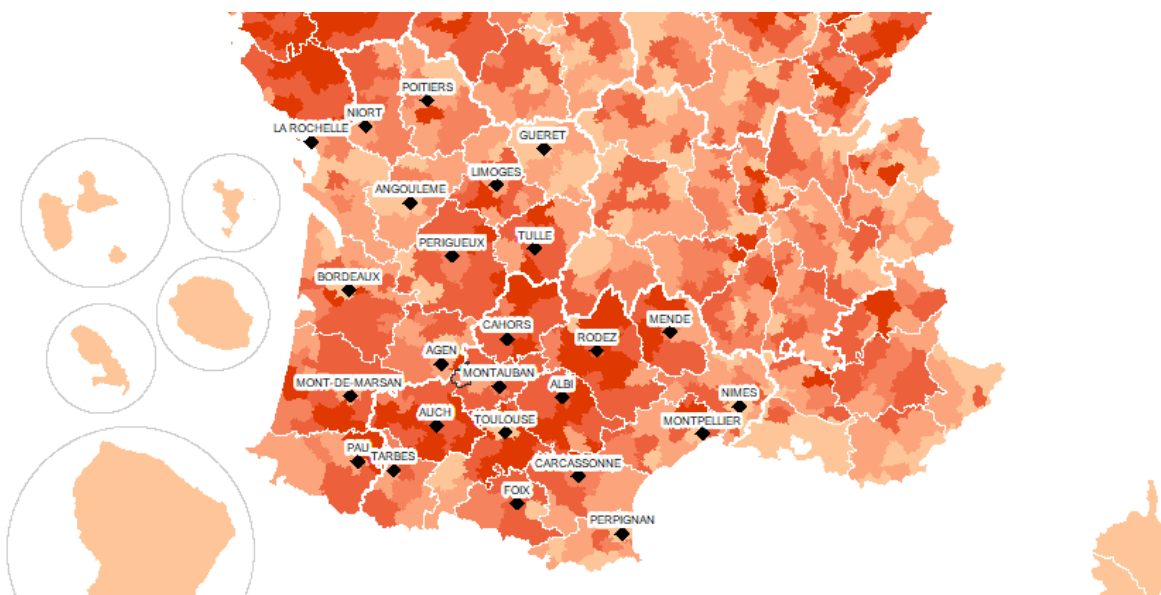 POITIERS
NIORT
LA ROCHELLE
GUERET
LIMOGES
ANGOULEME
TULLE
PERIGUEUX
BORDEAUX
MENDE
CAHORS
RODEZ
AGEN
MONTAUBAN
MONT-DE-MARSAN
ALBI
NIMES
AUCH
TOULOUSE
MONTPELLIER
PAU
TARBES
CARCASSONNE
FOIX
PERPIGNAN